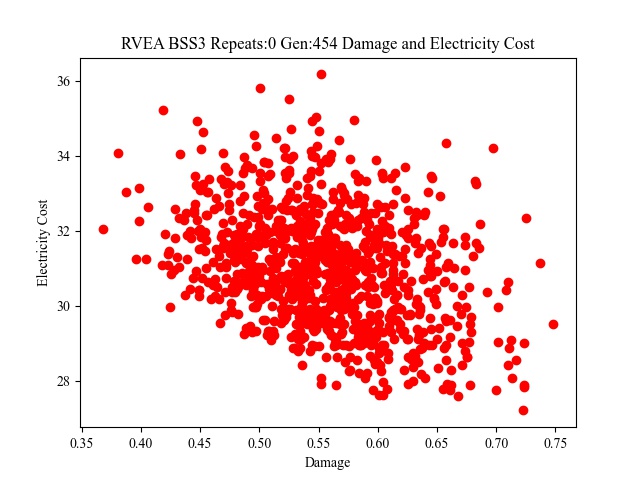 RVEA BSS3 Repeats:0 Gen:454 Damage and Electricity Cost
36
34
32
30
28
Electricity Cost
0.35 0.40 0.45 0.50 0.55 0.60 0.65 0.70 0.75
Damage